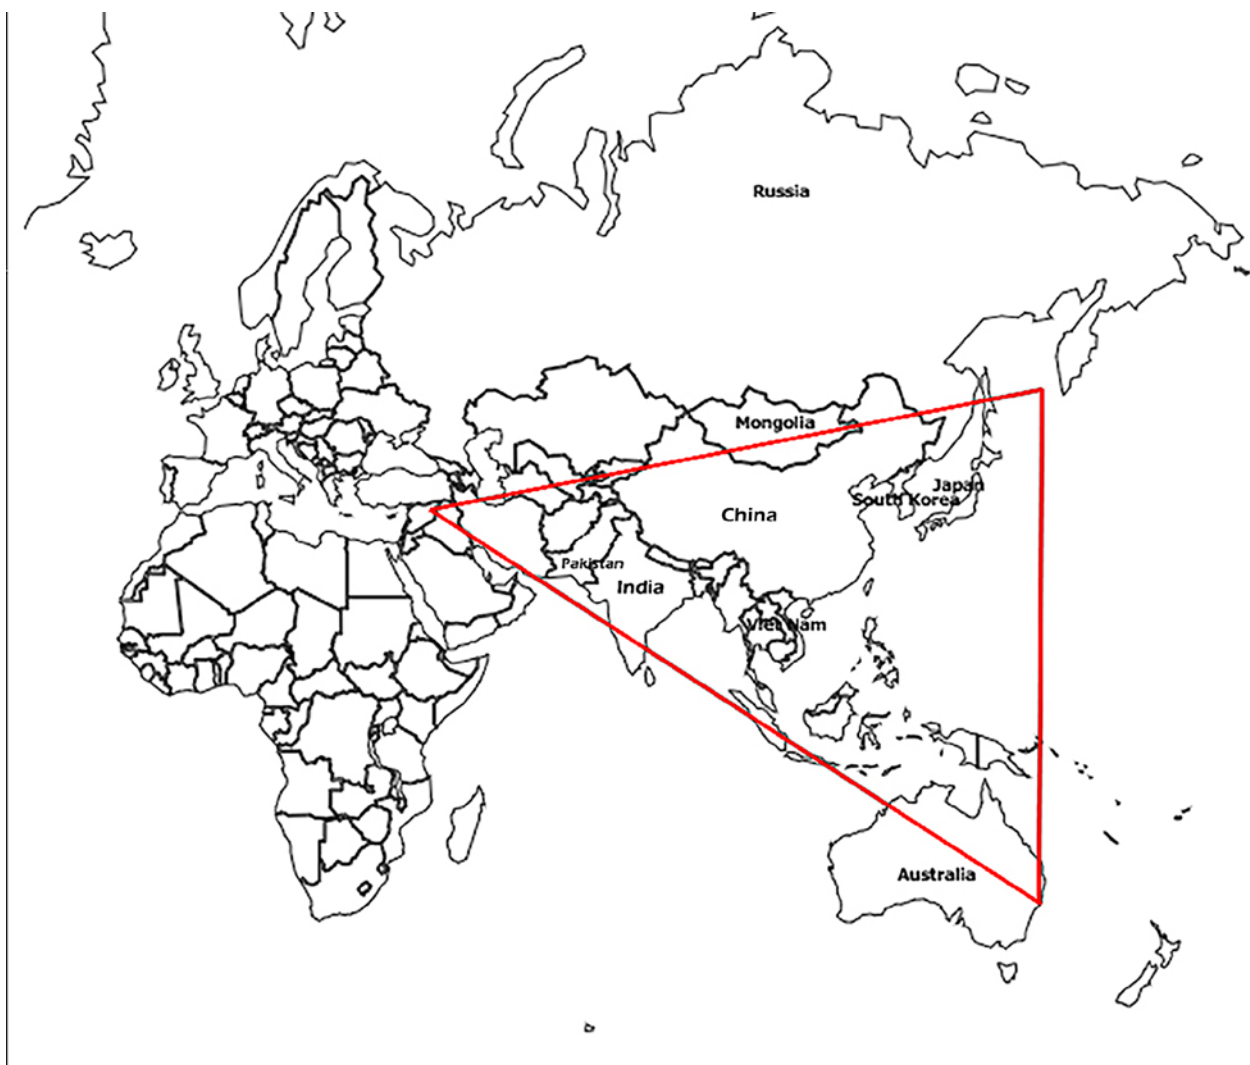 Russia
Mongolia
Japan
South Korea
China
Pakistan
India
Viet Nam
Australia